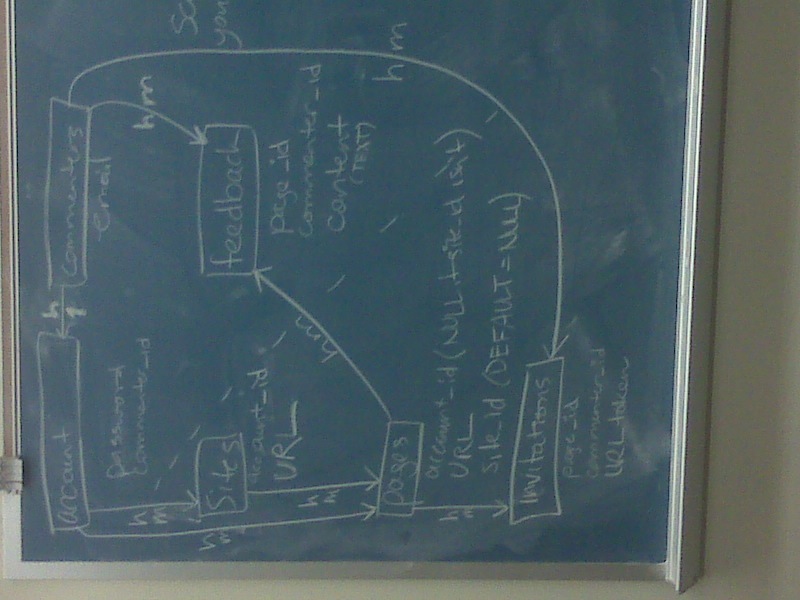 account
h
1
commenters
email
password
commenter_id
h
m
hm
h
m
Sites
account_id
URL
feedback
page_id
commenter_id
content
(TEXT)
h
m
hm
hm
pages
account_id (NULL if site_id isn't)
URL
site_id (DEFAULT=NULL)
h
m
Invitations
page_id
commenter_id
URL token
So
you